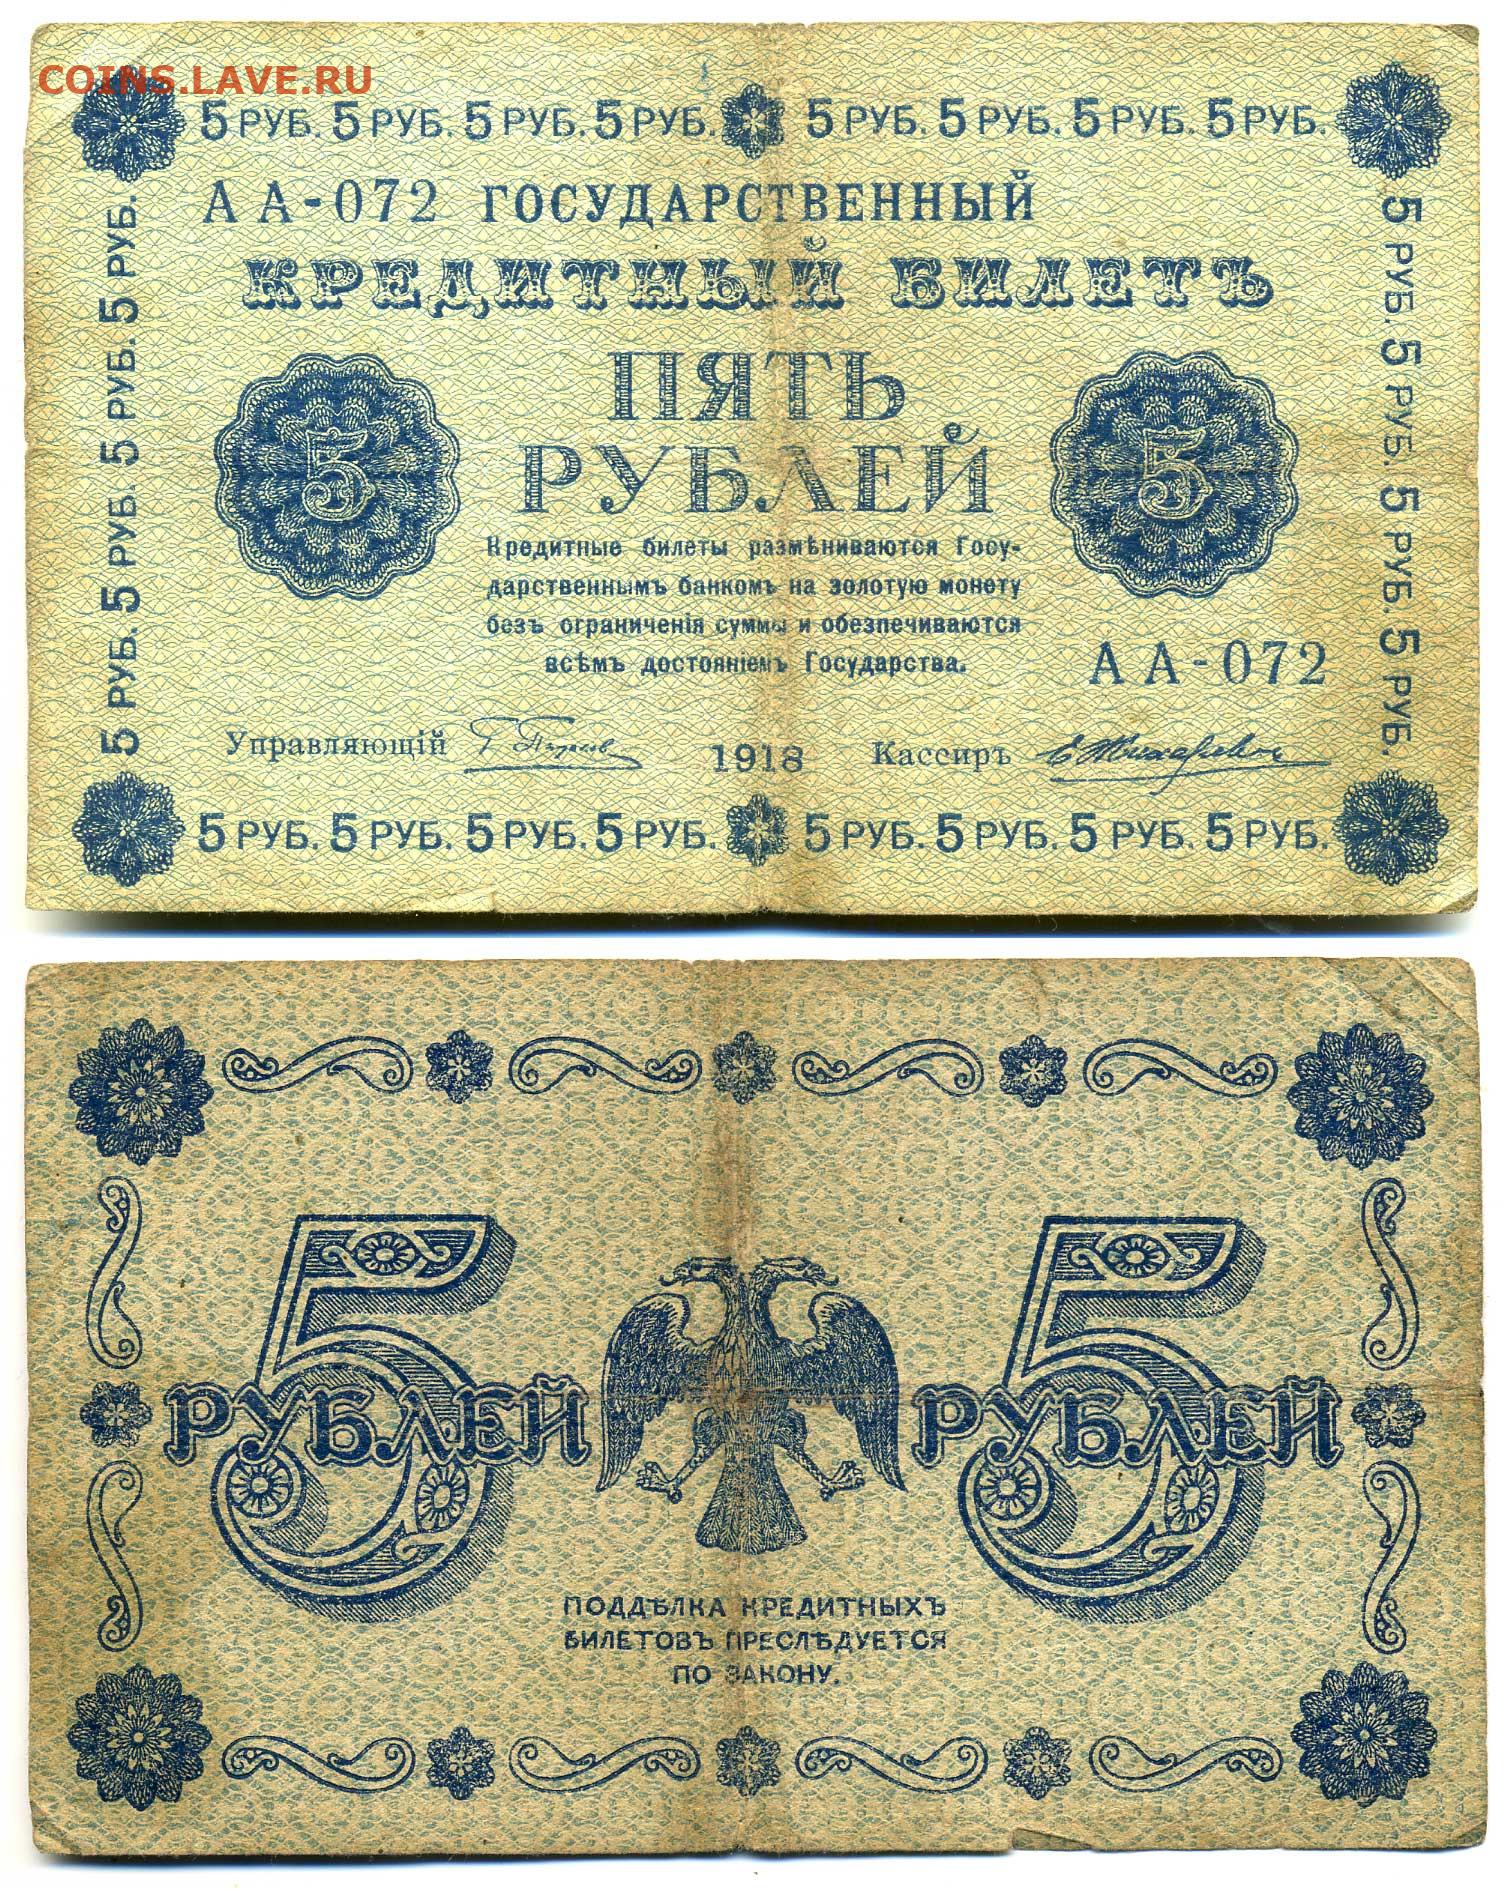 COINS.LAVE.RU
5 РУБ. 5 РУБ. 5 РУБ. 5 РУБ. 5 РУБ. 5 РУБ. 5 РУБ. 5 РУБ.
5 РУБ. 5 РУБ. 5 РУБ. 5 РУБ.
5 РУБ. 5 РУБ. 5 РУБ. 5 РУБ.
АА-072 ГОСУДАРСТВЕННЫЙ
КРЕДИТНЫЙ БИЛЕТЪ
ПЯТЬ
РУБЛЕЙ
5 5
Кредитные билеты размѣниваются Госу-
дарственнымъ банкомъ на золотую монету
безъ ограниченія суммы и обезпечиваются
всѣмъ достояніемъ Государства.
АА-072
Управляющій 1918 Кассиръ
5 РУБ. 5 РУБ. 5 РУБ. 5 РУБ. 5 РУБ. 5 РУБ. 5 РУБ. 5 РУБ.
5 5
РУБЛЕЙ РУБЛЕЙ
ПОДДѢЛКА КРЕДИТНЫХЪ
БИЛЕТОВЪ ПРЕСЛѢДУЕТСЯ
ПО ЗАКОНУ.